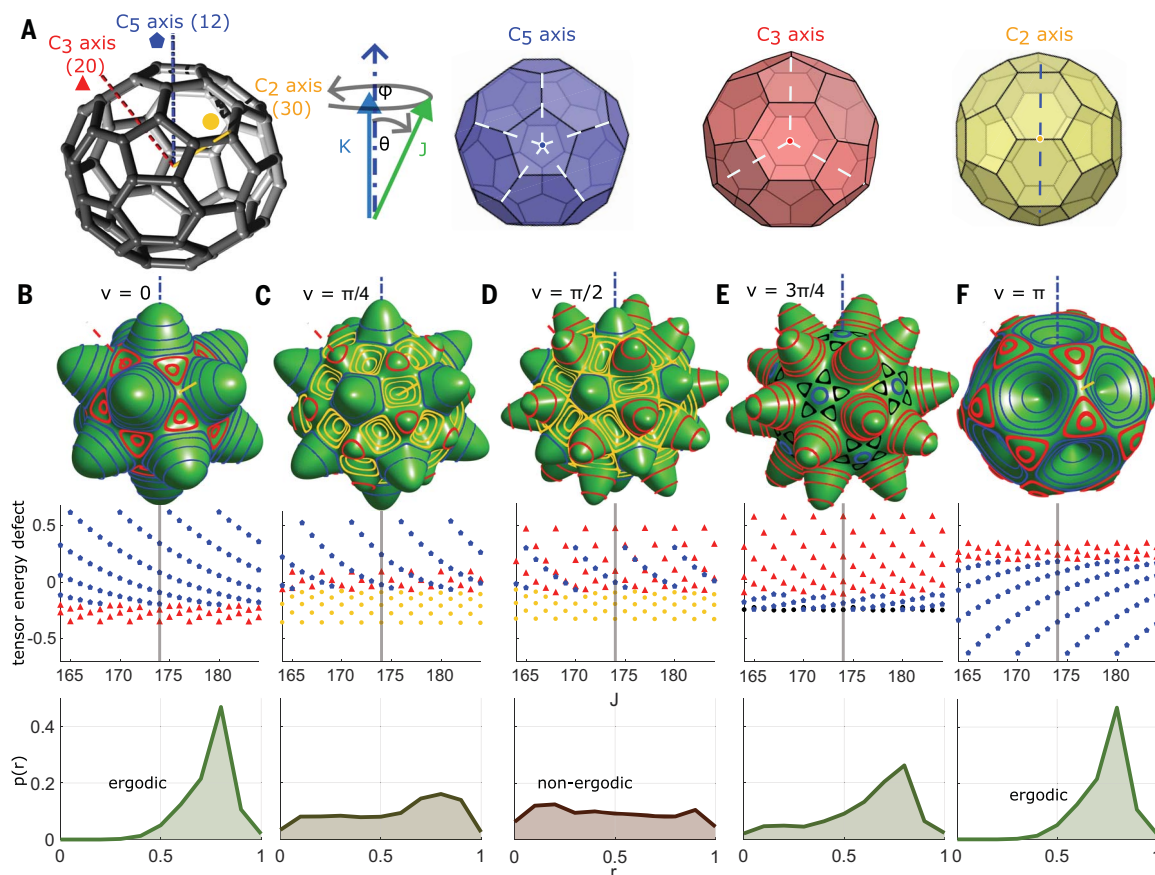 A
C5 axis (12)
C3 axis
(20)
C2 axis
(30)
φ
θ
K
J
C5 axis
C3 axis
C2 axis
B
ν = 0
C
ν = π/4
D
ν = π/2
E
ν = 3π/4
F
ν = π
tensor energy defect
0.5
0
-0.5
165 170 175 180
165 170 175 180
165 170 175 180
165 170 175 180
165 170 175 180
J
p(r)
0.4
0.2
0
ergodic
non-ergodic
ergodic
0 0.5 1
0 0.5 1
0 0.5 1
0 0.5 1
0 0.5 1
r